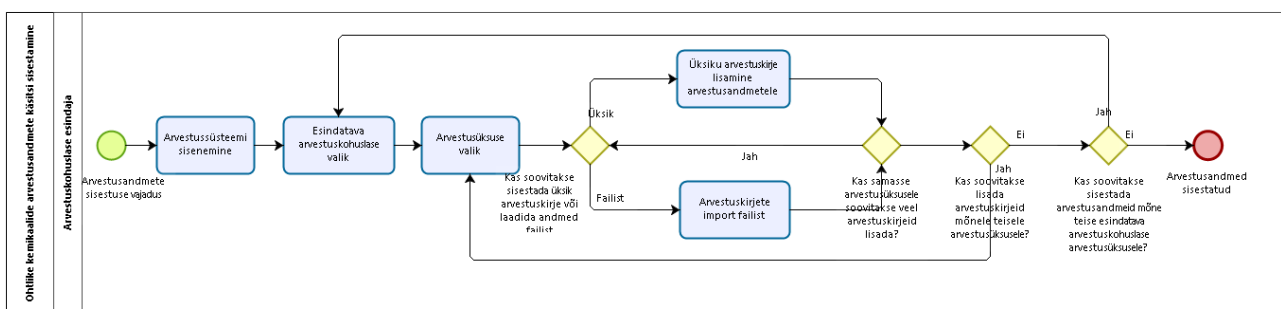 Ohtlike kemikaalide arvestusandmete käsitsi sisestamine
Arvestuskohuslase esindaja
Arvestusandmete
sisestuse vajadus
Arvestussüsteemi
sisenemine
Esindatava
arvestuskohuslase
valik
Arvestusüksuse
valik
Kas soovitakse
sisestada üksik
arvestuskirje või
laadida andmed
failist
Üksik
Failist
Üksiku arvestuskirje
lisamine
arvestusandmetele
Arvestuskirjete
import failist
Jah
Kas samasse
arvestusüksusele
soovitakse veel
arvestuskirjeid
lisada?
Ei
Jah
Kas soovitakse
lisada
arvestuskirjeid
mõnele teisele
arvestusüksusele?
Jah
Ei
Kas soovitakse
sisestada
arvestusandmeid mõne
teise esindatava
arvestuskohuslase
arvestusüksusele?
Arvestusandmed
sisestatud